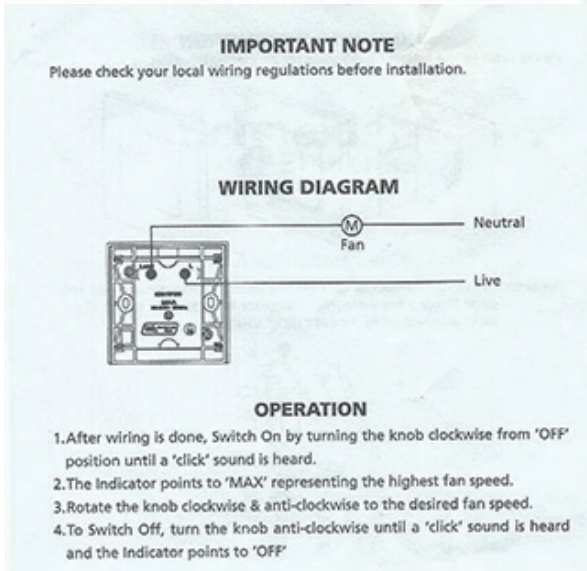 IMPORTANT NOTE
Please check your local wiring regulations before installation.
WIRING DIAGRAM
M
Fan
Neutral
Live
L
OPERATION
1.After wiring is done, Switch On by turning the knob clockwise from 'OFF'
position until a 'click' sound is heard.
2.The Indicator points to 'MAX' representing the highest fan speed.
3.Rotate the knob clockwise & anti-clockwise to the desired fan speed.
4.To Switch Off, turn the knob anti-clockwise until a 'click' sound is heard
and the Indicator points to 'OFF'